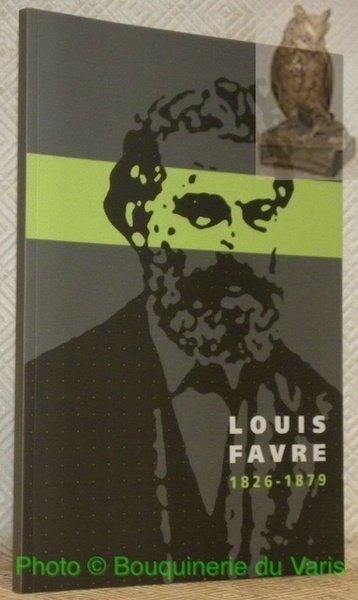 LOUIS
FAVRE
1826-1879
Photo © Bouquinerie du Varis